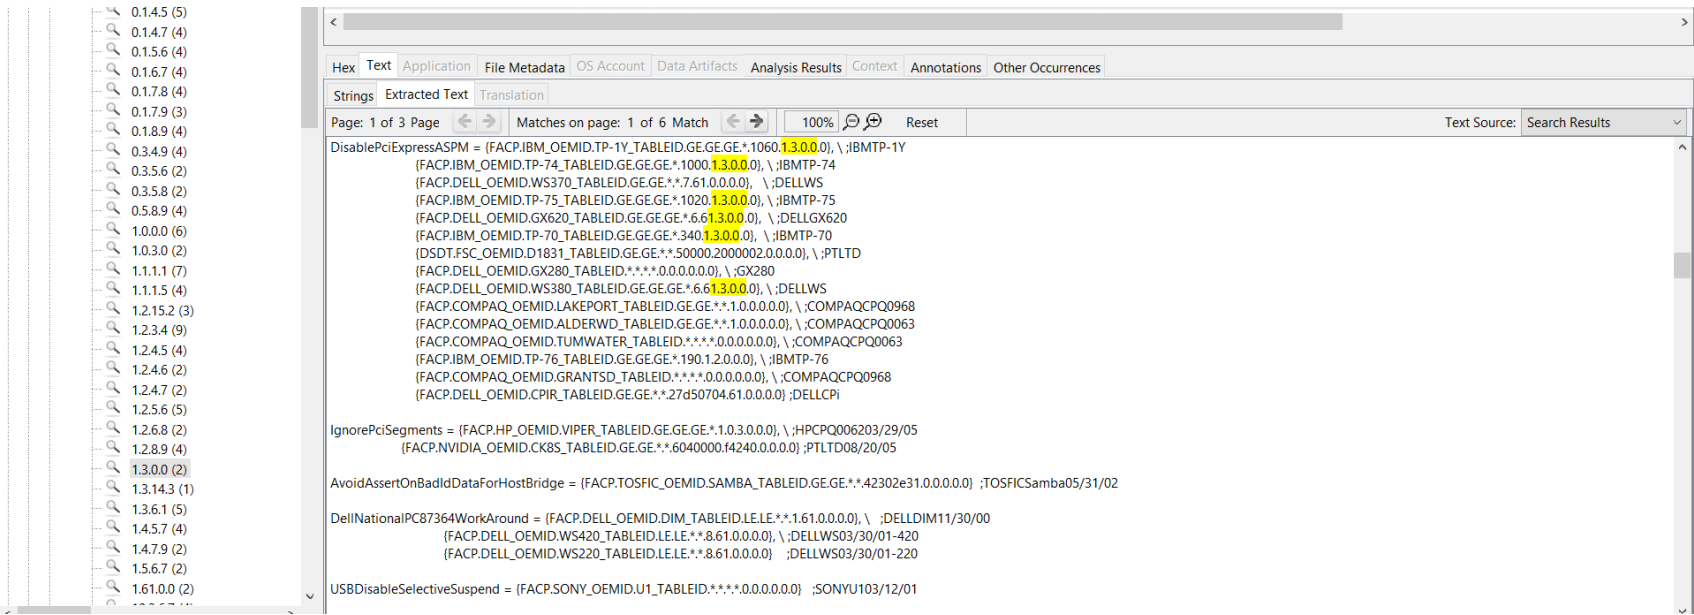 0.1.4.5 (5)
0.1.4.7 (4)
0.1.5.6 (4)
0.1.6.7 (4)
0.1.7.8 (4)
0.1.7.9 (3)
0.1.8.9 (4)
0.3.4.9 (4)
0.3.5.6 (2)
0.3.5.8 (2)
0.5.8.9 (4)
1.0.0.0 (6)
1.0.3.0 (2)
1.1.1.1 (7)
1.1.1.5 (4)
1.2.15.2 (3)
1.2.3.4 (9)
1.2.4.5 (4)
1.2.4.6 (2)
1.2.4.7 (2)
1.2.5.6 (5)
1.2.6.8 (2)
1.2.8.9 (4)
1.3.0.0 (2)
1.3.14.3 (1)
1.3.6.1 (5)
1.4.5.7 (4)
1.4.7.9 (2)
1.5.6.7 (2)
1.61.0.0 (2)
Hex Text Application File Metadata OS Account Data Artifacts Analysis Results Context Annotations Other Occurrences
Strings Extracted Text Translation
Page: 1 of 3 Page Matches on page: 1 of 6 Match 100% Reset Text Source: Search Results
DisablePciExpressASPM = {FACP.IBM_OEMID.TP-1Y_TABLEID.GE.GE.GE.*.1060.1.3.0.0.0}, \ ;IBMTP-1Y
{FACP.IBM_OEMID.TP-74_TABLEID.GE.GE.GE.*.1000.1.3.0.0.0}, \ ;IBMTP-74
{FACP.DELL_OEMID.WS370_TABLEID.GE.GE.*.*.7.61.0.0.0.0}, \ ;DELLWS
{FACP.IBM_OEMID.TP-75_TABLEID.GE.GE.GE.*.1020.1.3.0.0.0}, \ ;IBMTP-75
{FACP.DELL_OEMID.GX620_TABLEID.GE.GE.GE.*.6.61.3.0.0.0}, \ ;DELLGX620
{FACP.IBM_OEMID.TP-70_TABLEID.GE.GE.GE.*.340.1.3.0.0.0}, \ ;IBMTP-70
{DSDT.FSC_OEMID.D1831_TABLEID.GE.GE.*.*.50000.2000002.0.0.0.0}, \ ;PTLTD
{FACP.DELL_OEMID.GX280_TABLEID.*.*.*.*.0.0.0.0.0.0}, \ ;GX280
{FACP.DELL_OEMID.WS380_TABLEID.GE.GE.GE.*.6.61.3.0.0.0}, \ ;DELLWS
{FACP.COMPAQ_OEMID.LAKEPORT_TABLEID.GE.GE.*.*.1.0.0.0.0.0}, \ ;COMPAQCPQ0968
{FACP.COMPAQ_OEMID.ALDERWD_TABLEID.GE.GE.*.*.1.0.0.0.0.0}, \ ;COMPAQCPQ0063
{FACP.COMPAQ_OEMID.TUMWATER_TABLEID.*.*.*.*.0.0.0.0.0.0}, \ ;COMPAQCPQ0063
{FACP.IBM_OEMID.TP-76_TABLEID.GE.GE.GE.*.190.1.2.0.0.0}, \ ;IBMTP-76
{FACP.COMPAQ_OEMID.GRANTSD_TABLEID.*.*.*.*.0.0.0.0.0.0}, \ ;COMPAQCPQ0968
{FACP.DELL_OEMID.CPIR_TABLEID.GE.GE.*.*.27d50704.61.0.0.0.0} ;DELLCPi
IgnorePciSegments = {FACP.HP_OEMID.VIPER_TABLEID.GE.GE.GE.*.1.0.3.0.0.0}, \ ;HPCPQ006203/29/05
{FACP.NVIDIA_OEMID.CK8S_TABLEID.GE.GE.*.*.6040000.f4240.0.0.0.0} ;PTLTD08/20/05
AvoidAssertOnBadIdDataForHostBridge = {FACP.TOSFIC_OEMID.SAMBA_TABLEID.GE.GE.*.*.42302e31.0.0.0.0.0} ;TOSFICSamba05/31/02
DellNationalPC87364WorkAround = {FACP.DELL_OEMID.DIM_TABLEID.LE.LE.*.*.1.61.0.0.0.0}, \ ;DELLDIM11/30/00
{FACP.DELL_OEMID.WS420_TABLEID.LE.LE.*.*.8.61.0.0.0.0}, \ ;DELLWS03/30/01-420
{FACP.DELL_OEMID.WS220_TABLEID.LE.LE.*.*.8.61.0.0.0.0} ;DELLWS03/30/01-220
USBDisableSelectiveSuspend = {FACP.SONY_OEMID.U1_TABLEID.*.*.*.*.0.0.0.0.0.0} ;SONYU103/12/01